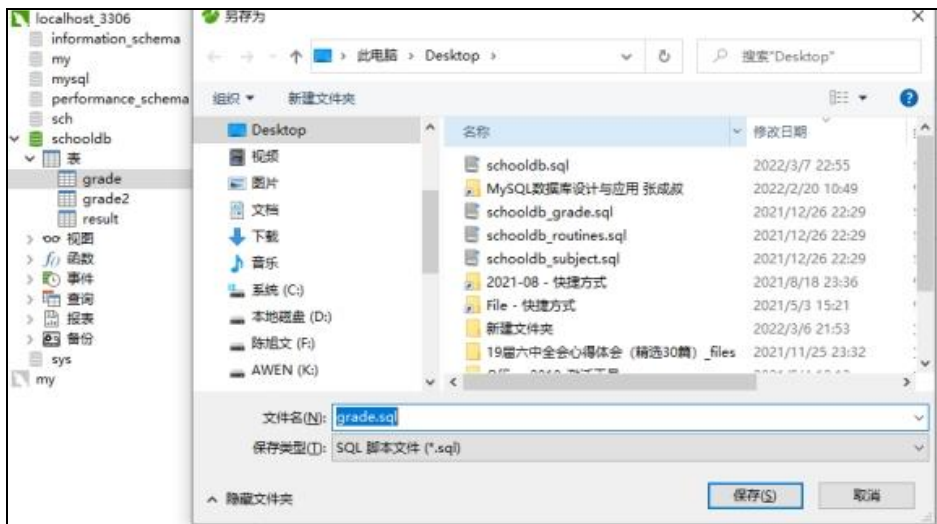 localhost_3306
information_schema
my
mysql
performance_schema
sch
schooldb
表
grade
grade2
result
视图
函数
事件
查询
报表
备份
sys
my
另存为
此电脑 › Desktop ›
搜索"Desktop"
组织 新建文件夹
Desktop
视频
图片
文档
下载
音乐
系统 (C:)
本地磁盘 (D:)
陈旭文 (F:)
AWEN (K:)
名称 修改日期
schooldb.sql 2022/3/7 22:55
MySQL数据库设计与应用 张成叔 2022/2/20 10:49
schooldb_grade.sql 2021/12/26 22:29
schooldb_routines.sql 2021/12/26 22:29
schooldb_subject.sql 2021/12/26 22:29
2021-08 - 快捷方式 2021/8/18 23:36
File - 快捷方式 2021/5/3 15:21
新建文件夹 2022/3/6 21:53
19届六中全会心得体会（精选30篇）_files 2021/11/25 23:32
文件名(N): grade.sql
保存类型(T): SQL 脚本文件 (*.sql)
隐藏文件夹
保存(S) 取消